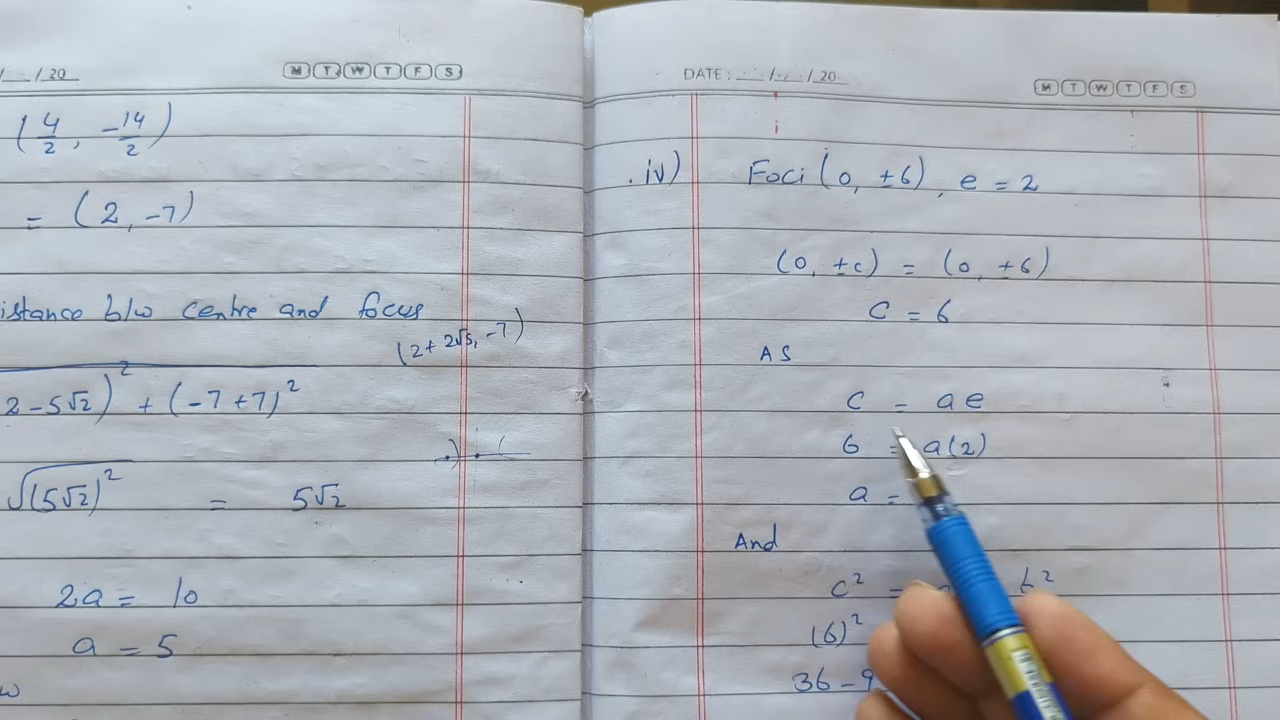 / /20 M T W T F S
(4/2, -14/2)
= (2, -7)
istance b/w centre and focus
(2+2√5, -7)
2-5√2)² + (-7+7)²
√(5√2)² = 5√2
2a = 10
a = 5
w
DATE: / /20 M T W T F S
iv) Foci (0, ±6), e = 2
(0, ±c) = (0, ±6)
C = 6
AS
c = ae
6 = a(2)
a =
And
c² = b²
(6)²
36-9